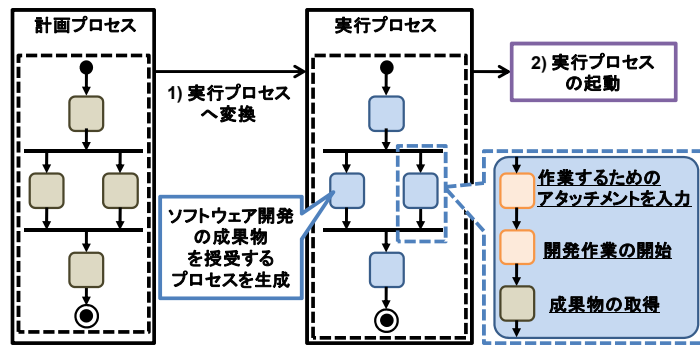 計画プロセス
1) 実行プロセス
へ変換
実行プロセス
2) 実行プロセス
の起動
ソフトウェア開発
の成果物
を授受する
プロセスを生成
作業するための
アタッチメントを入力
開発作業の開始
成果物の取得